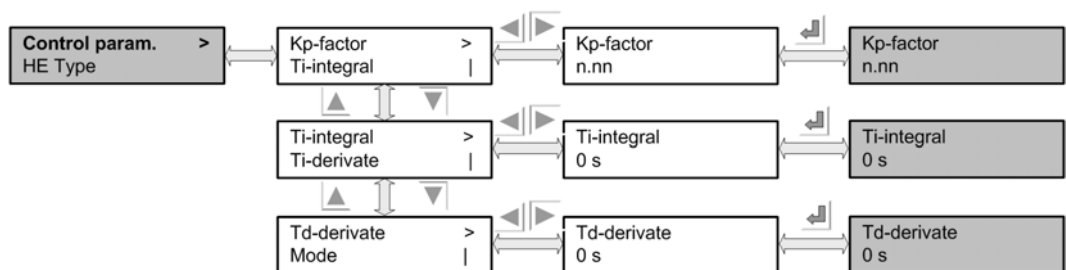 Control param. >
HE Type
Kp-factor >
Ti-integral |
Kp-factor
n.nn
Kp-factor
n.nn
Ti-integral >
Ti-derivate |
Ti-integral
0 s
Ti-integral
0 s
Td-derivate >
Mode |
Td-derivate
0 s
Td-derivate
0 s